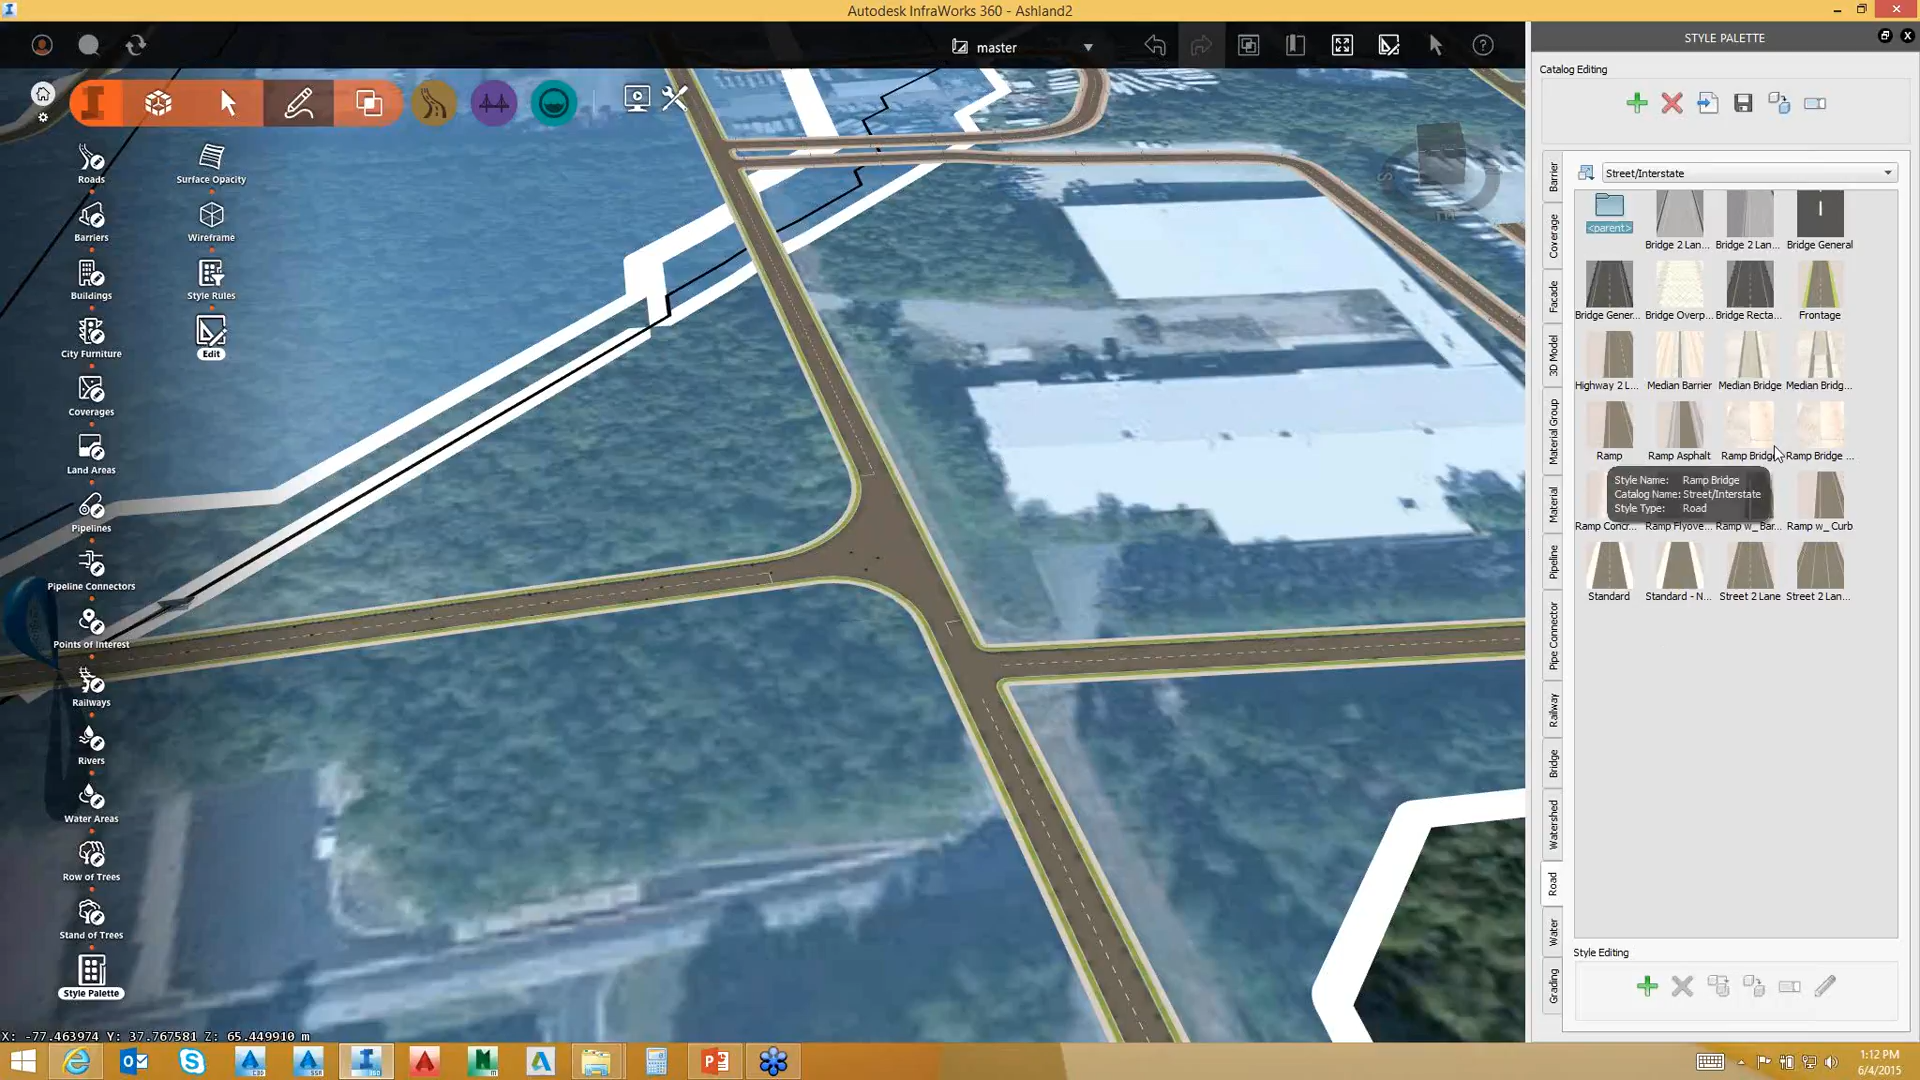 Autodesk InfraWorks 360 - Ashland2
master
STYLE PALETTE
Catalog Editing
Street/Interstate
Roads
Barriers
Buildings
City Furniture
Coverages
Land Areas
Pipelines
Pipeline Connectors
Points of Interest
Railways
Rivers
Water Areas
Row of Trees
Stand of Trees
Style Palette
Surface Opacity
Wireframe
Style Rules
Edit
Barrier
Coverage
Facade
3D Model
Material Group
Material
Pipeline
Pipe Connector
Railway
Bridge
Watershed
Road
Water
Grading
<parent> Bridge 2 Lan... Bridge 2 Lan... Bridge General
Bridge Gener... Bridge Overp... Bridge Recta... Frontage
Highway 2 L... Median Barrier Median Bridge Median Bridg...
Ramp Ramp Asphalt Ramp Bridge Ramp Bridge ...
Style Name: Ramp Bridge
Catalog Name: Street/Interstate
Style Type: Road
Ramp Concr... Ramp Flyove... Ramp w_ Bar... Ramp w_ Curb
Standard Standard - N... Street 2 Lane Street 2 Lan...
Style Editing
X: -77.463974 Y: 37.767581 Z: 65.449910 m
1:12 PM
6/4/2015